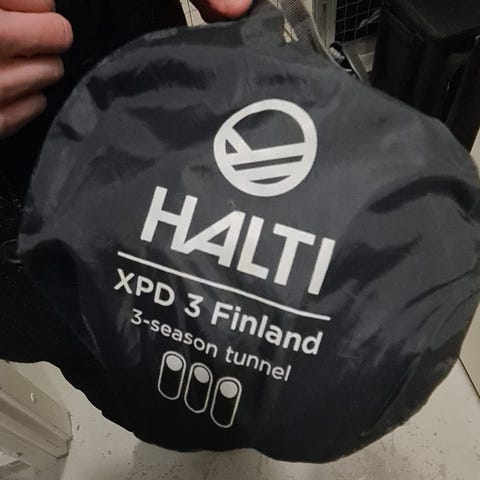 HALTI
XPD 3 Finland
3-season tunnel